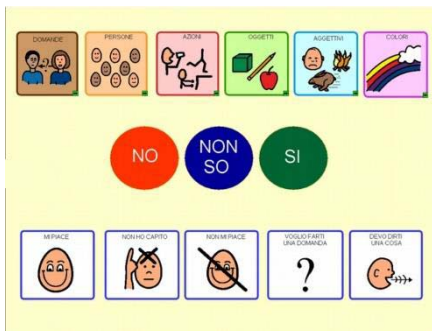 DOMANDE
PERSONE
AZIONI
OGGETTI
AGGETTIVI
COLORI
NO
NON
SO
SI
MI PIACE
NON HO CAPITO
NON MI PIACE
VOGLIO FARTI
UNA DOMANDA
DEVO DIRTI
UNA COSA
?